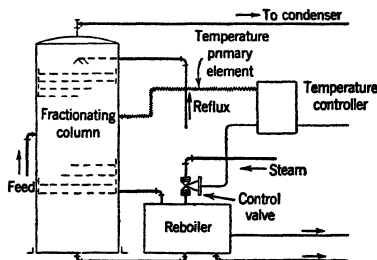 To condenser
Temperature
primary
element
Temperature
controller
Reflux
Fractionating
column
Feed
Steam
Control
valve
Reboiler